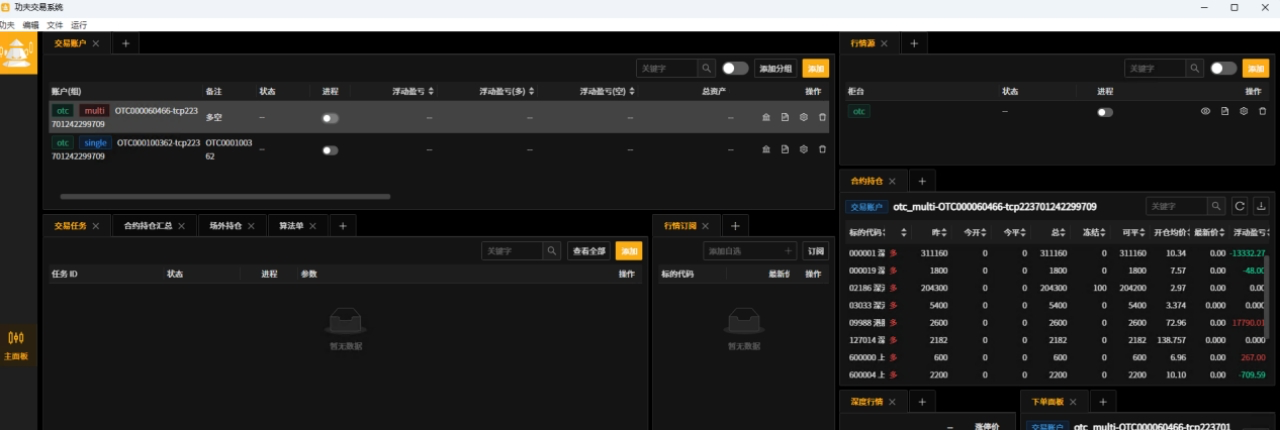 功夫交易系统
功夫 编辑 文件 运行
交易账户
关键字 添加分组 添加
账户(组) 备注 状态 进程 浮动盈亏 浮动盈亏(多) 浮动盈亏(空) 总资产 操作
otc multi OTC000060466-tcp223701242299709 多空 -- -- -- -- --
otc single OTC000100362-tcp223701242299709 OTC000100362 -- -- -- -- --
行情源
关键字 添加
柜台 状态 进程 操作
otc --
交易任务 合约持仓汇总 场外持仓 算法单
关键字 查看全部 添加
任务 ID 状态 进程 参数 操作
暂无数据
行情订阅
添加自选 订阅
标的代码 最新价 操作
暂无数据
合约持仓
交易账户 otc_multi-OTC000060466-tcp223701242299709 关键字
标的代码 昨 今开 今平 总 冻结 可平 开仓均价 最新价 浮动盈亏
000001 深 多 311160 0 0 311160 0 311160 10.34 0.00 -13332.27
000019 深 多 1800 0 0 1800 0 1800 7.57 0.00 -48.00
02186 深 多 204300 0 0 204300 100 204200 2.97 0.00 0.00
03033 深 多 5400 0 0 5400 0 5400 3.374 0.000 0.000
09988 港 多 2600 0 0 2600 0 2600 72.96 0.00 17790.01
127014 深 多 2182 0 0 2182 0 2182 138.757 0.000 0.000
600000 上 多 600 0 0 600 0 600 6.96 0.00 267.00
600004 上 多 2200 0 0 2200 0 2200 10.10 0.00 -709.59
深度行情
-- 涨停价
下单面板
交易账户 otc_multi-OTC000060466-tcp223701
主面板